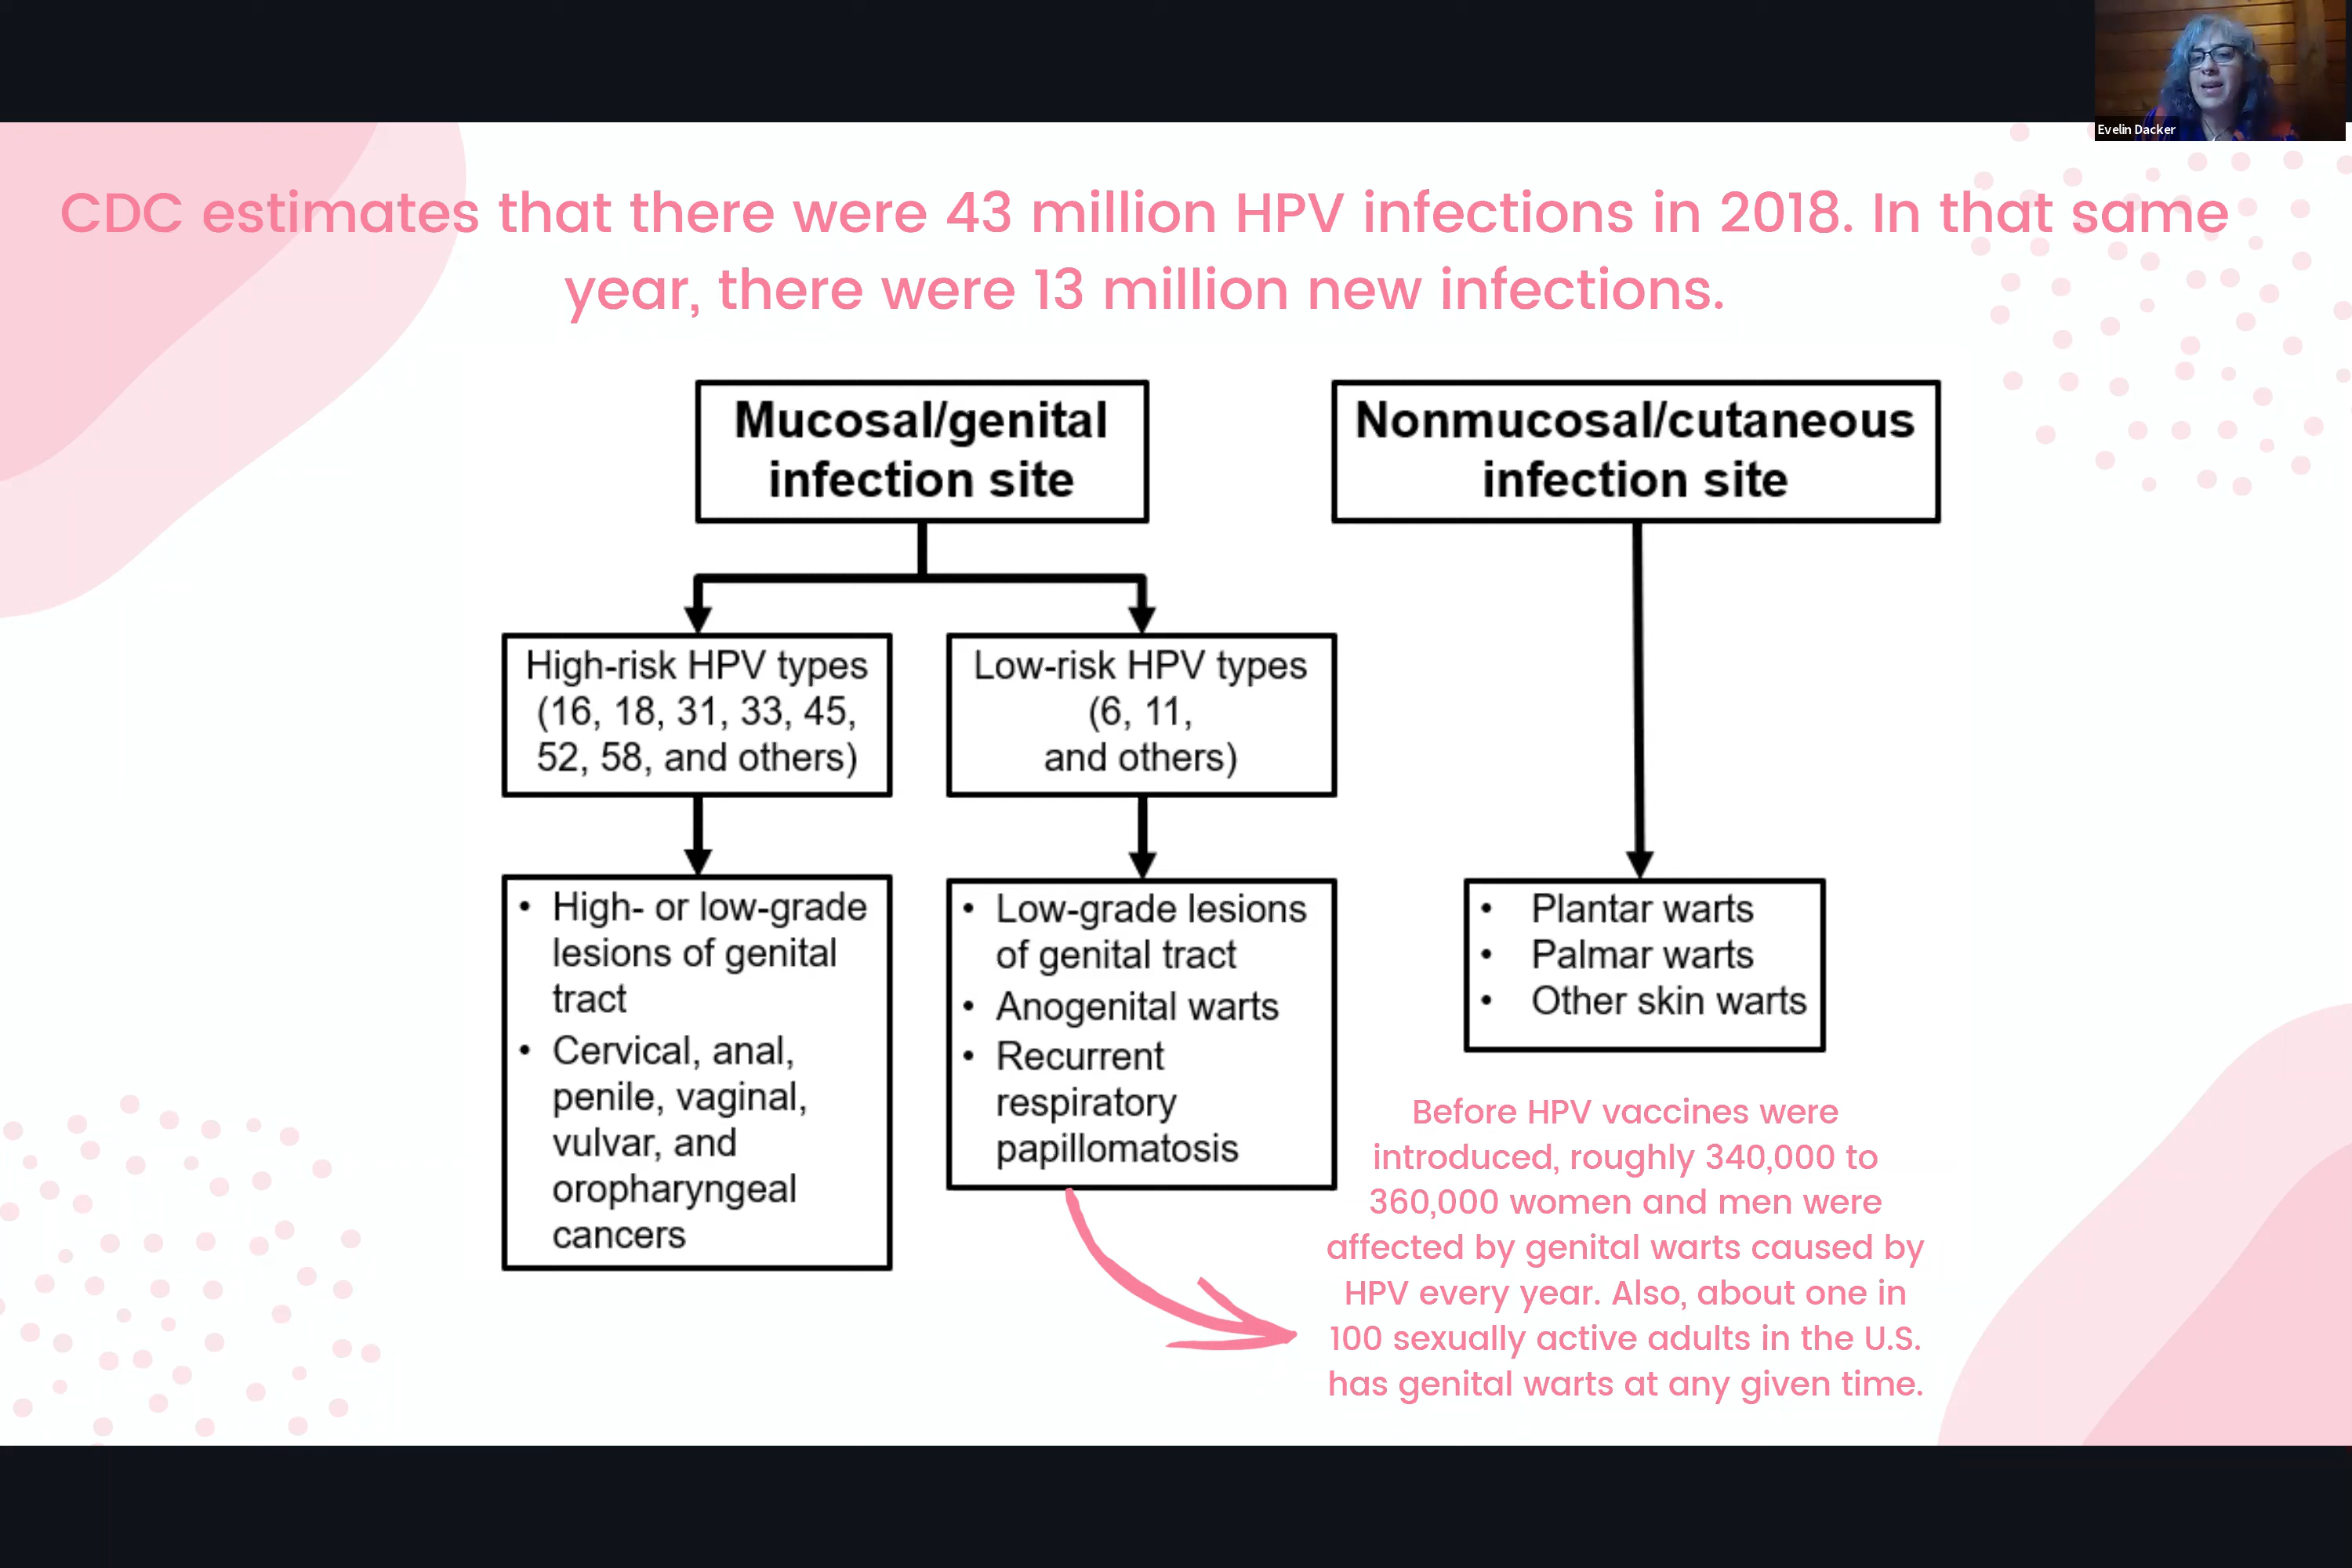 Evelin Dacker
CDC estimates that there were 43 million HPV infections in 2018. In that same
year, there were 13 million new infections.
Mucosal/genital
infection site
Nonmucosal/cutaneous
infection site
High-risk HPV types
(16, 18, 31, 33, 45,
52, 58, and others)
Low-risk HPV types
(6, 11,
and others)
• High- or low-grade
lesions of genital
tract
• Cervical, anal,
penile, vaginal,
vulvar, and
oropharyngeal
cancers
• Low-grade lesions
of genital tract
• Anogenital warts
• Recurrent
respiratory
papillomatosis
• Plantar warts
• Palmar warts
• Other skin warts
Before HPV vaccines were
introduced, roughly 340,000 to
360,000 women and men were
affected by genital warts caused by
HPV every year. Also, about one in
100 sexually active adults in the U.S.
has genital warts at any given time.